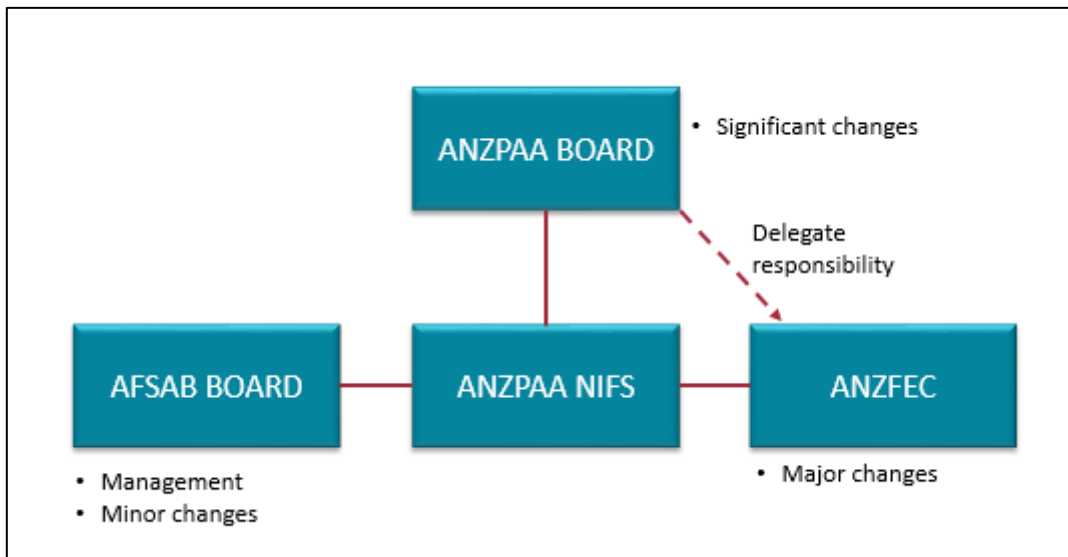 ANZPAA BOARD
• Significant changes
Delegate
responsibility
AFSAB BOARD
ANZPAA NIFS
ANZFEC
• Management
• Minor changes
• Major changes